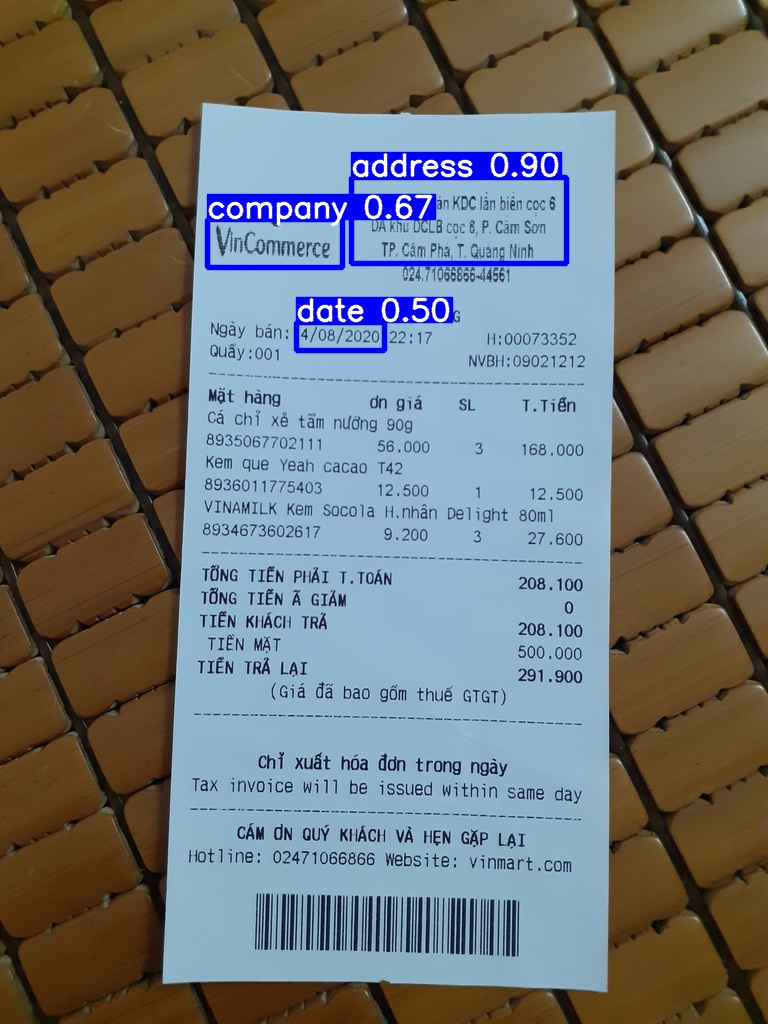 address 0.90
company 0.67
án KDC lấn biển cọc 6
DA khu DCLB cọc 6, P. Cẩm Sơn
VinCommerce
TP. Cẩm Phả, T. Quảng Ninh
024.71066866-44561
date 0.50
G
Ngày bán: 4/08/2020 22:17 H:00073352
Quầy:001 NVBH:09021212
Mặt hàng ơn giá SL T.Tiền
Cá chỉ xẻ tẩm nướng 90g
8935067702111 56.000 3 168.000
Kem que Yeah cacao T42
8936011775403 12.500 1 12.500
VINAMILK Kem Socola H.nhân Delight 80ml
8934673602617 9.200 3 27.600
TỔNG TIỀN PHẢI T.TOÁN 208.100
TỔNG TIỀN Ã GIẢM 0
TIỀN KHÁCH TRẢ 208.100
TIỀN MẶT 500.000
TIỀN TRẢ LẠI 291.900
(Giá đã bao gồm thuế GTGT)
Chỉ xuất hóa đơn trong ngày
Tax invoice will be issued within same day
CẢM ƠN QUÝ KHÁCH VÀ HẸN GẶP LẠI
Hotline: 02471066866 Website: vinmart.com